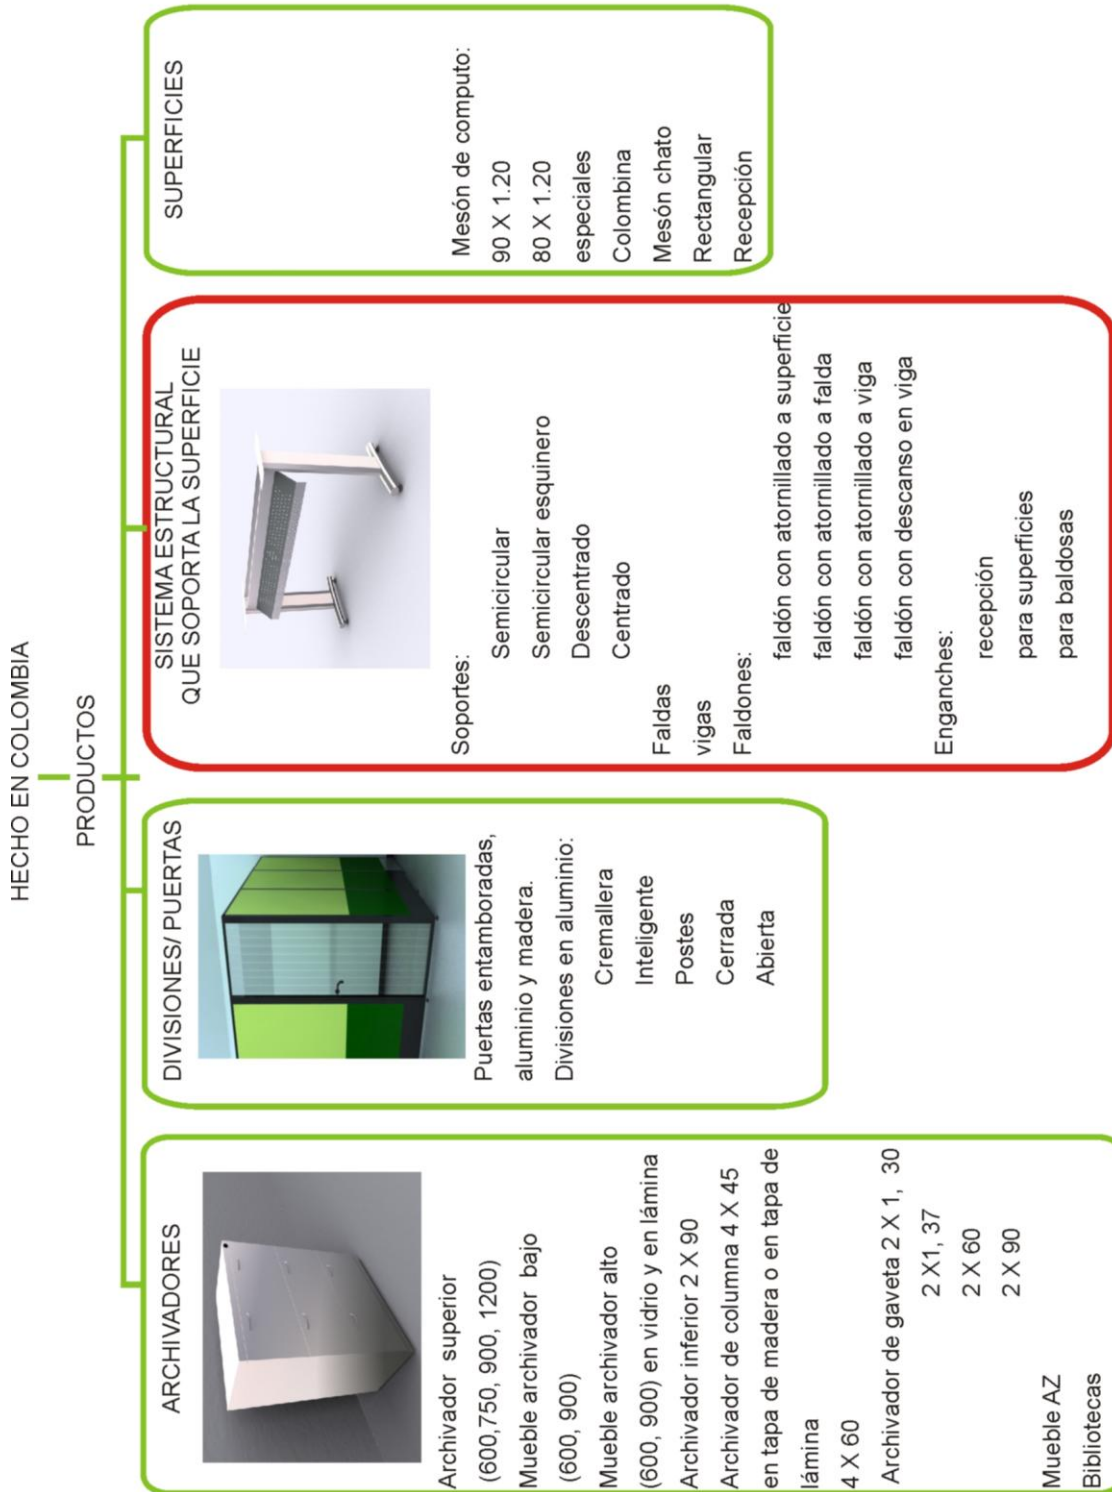 HECHO EN COLOMBIA
PRODUCTOS
ARCHIVADORES
Archivador superior
(600,750, 900, 1200)
Mueble archivador bajo
(600, 900)
Mueble archivador alto
(600, 900) en vidrio y en lámina
Archivador inferior 2 X 90
Archivador de columna 4 X 45
en tapa de madera o en tapa de
lámina
4 X 60
Archivador de gaveta 2 X 1, 30
2 X1, 37
2 X 60
2 X 90
Mueble AZ
Bibliotecas
DIVISIONES/ PUERTAS
Puertas entamboradas,
aluminio y madera.
Divisiones en aluminio:
Cremallera
Inteligente
Postes
Cerrada
Abierta
SISTEMA ESTRUCTURAL
QUE SOPORTA LA SUPERFICIE
Soportes:
Semicircular
Semicircular esquinero
Descentrado
Centrado
Faldas
vigas
Faldones:
faldón con atornillado a superficie
faldón con atornillado a falda
faldón con atornillado a viga
faldón con descanso en viga
Enganches:
recepción
para superficies
para baldosas
SUPERFICIES
Mesón de computo:
90 X 1.20
80 X 1.20
especiales
Colombina
Mesón chato
Rectangular
Recepción